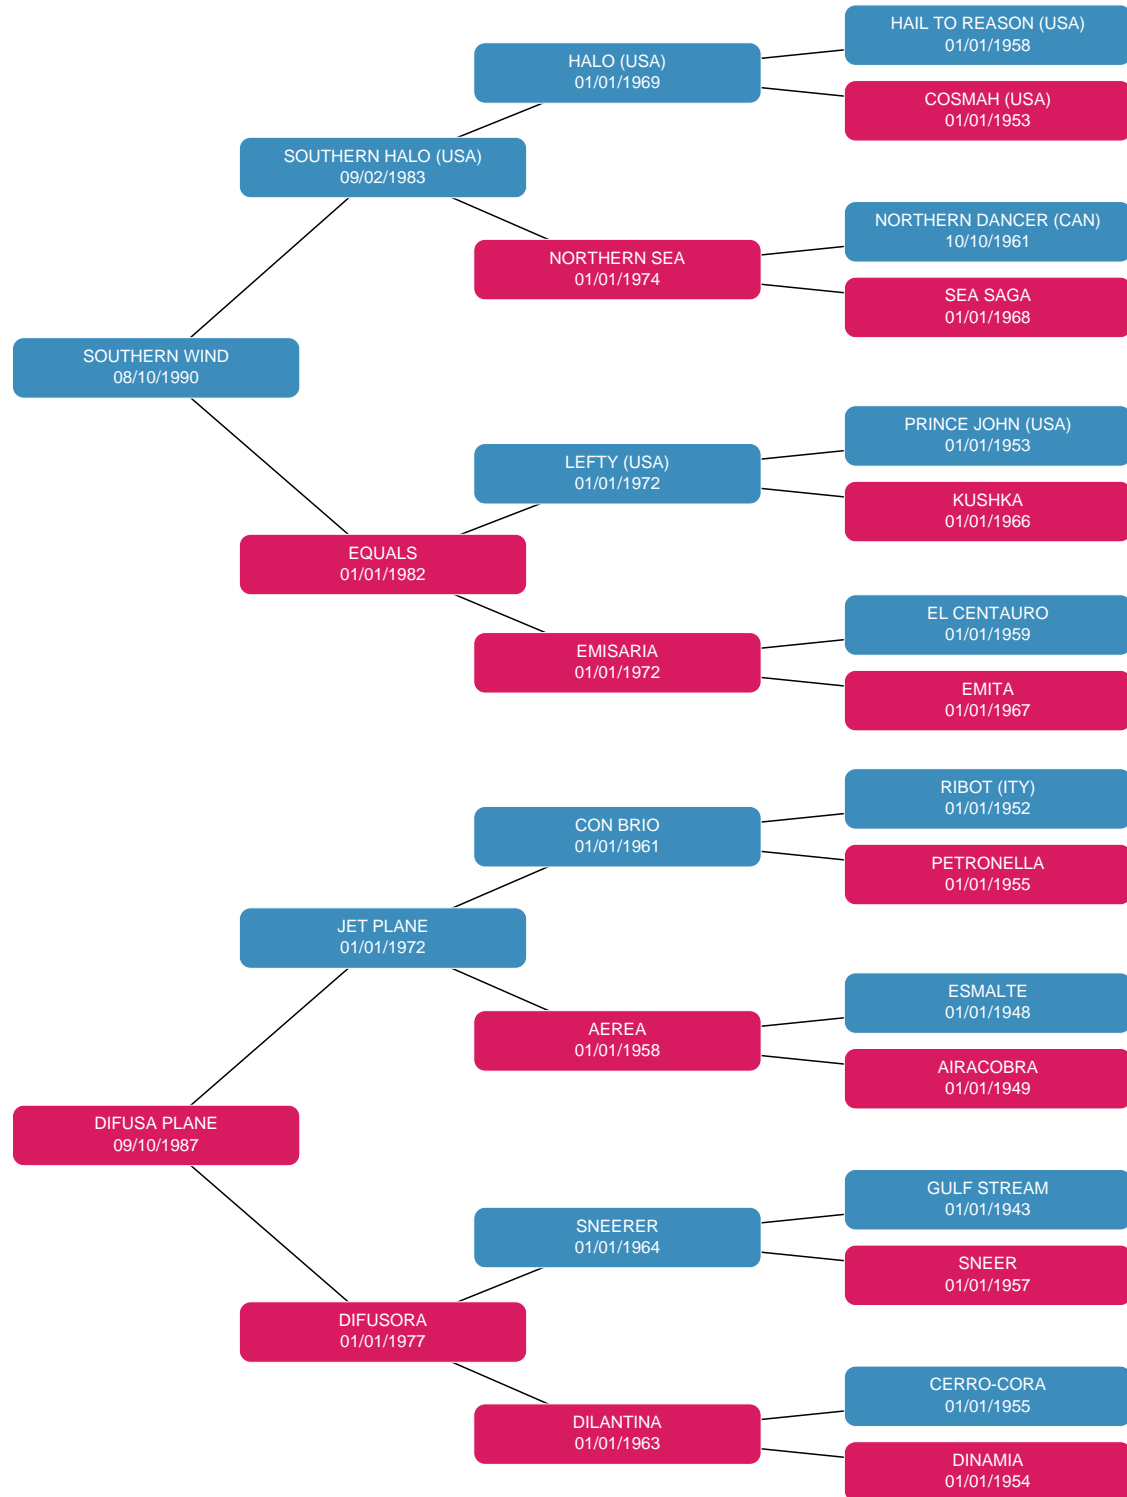 HAIL TO REASON (USA)
01/01/1958
HALO (USA)
01/01/1969
COSMAH (USA)
01/01/1953
SOUTHERN HALO (USA)
09/02/1983
NORTHERN DANCER (CAN)
10/10/1961
NORTHERN SEA
01/01/1974
SEA SAGA
01/01/1968
SOUTHERN WIND
08/10/1990
PRINCE JOHN (USA)
01/01/1953
LEFTY (USA)
01/01/1972
KUSHKA
01/01/1966
EQUALS
01/01/1982
EL CENTAURO
01/01/1959
EMISARIA
01/01/1972
EMITA
01/01/1967
RIBOT (ITY)
01/01/1952
CON BRIO
01/01/1961
PETRONELLA
01/01/1955
JET PLANE
01/01/1972
ESMALTE
01/01/1948
AEREA
01/01/1958
AIRACOBRA
01/01/1949
DIFUSA PLANE
09/10/1987
GULF STREAM
01/01/1943
SNEERER
01/01/1964
SNEER
01/01/1957
DIFUSORA
01/01/1977
CERRO-CORA
01/01/1955
DILANTINA
01/01/1963
DINAMIA
01/01/1954